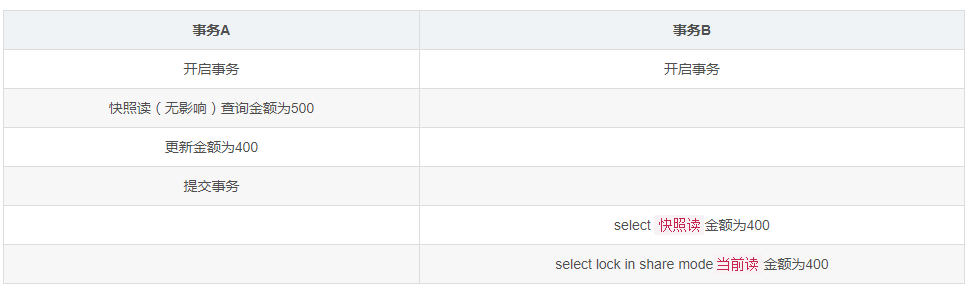 事务A 事务B
开启事务 开启事务
快照读（无影响）查询金额为500
更新金额为400
提交事务
select 快照读 金额为400
select lock in share mode 当前读 金额为400